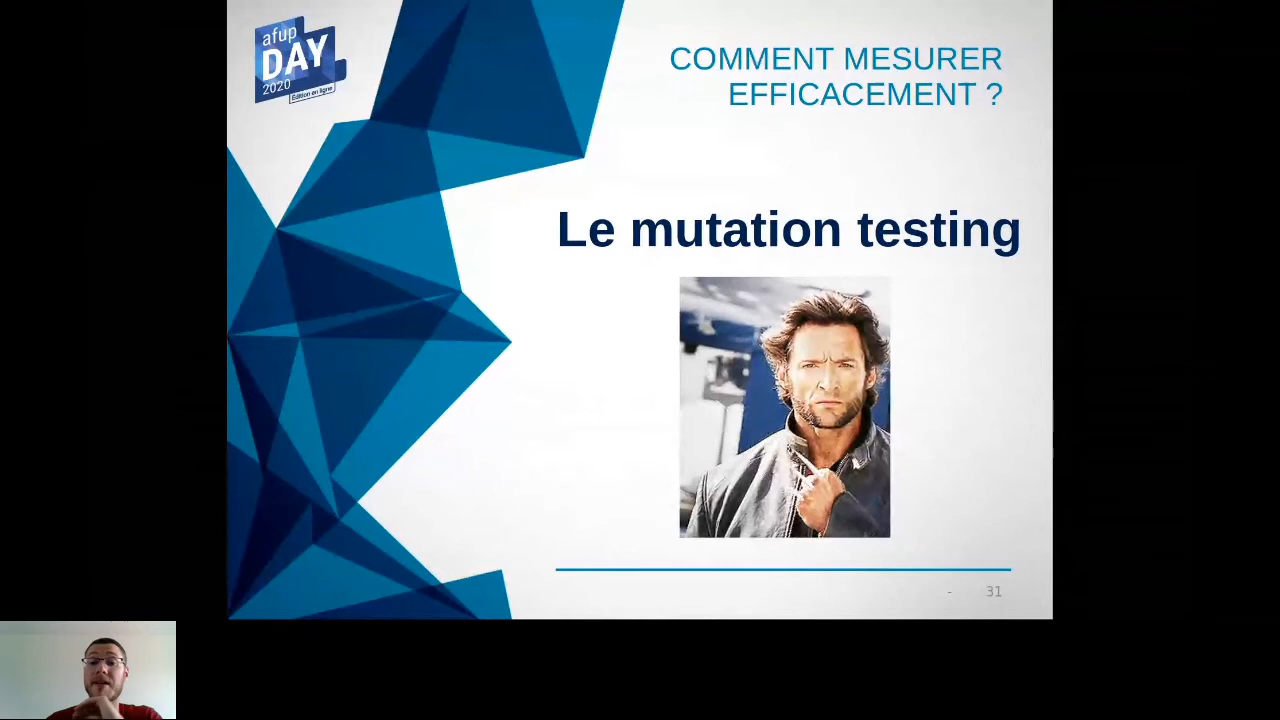 afup
DAY
2020
Édition en ligne
COMMENT MESURER
EFFICACEMENT ?
Le mutation testing
- 31